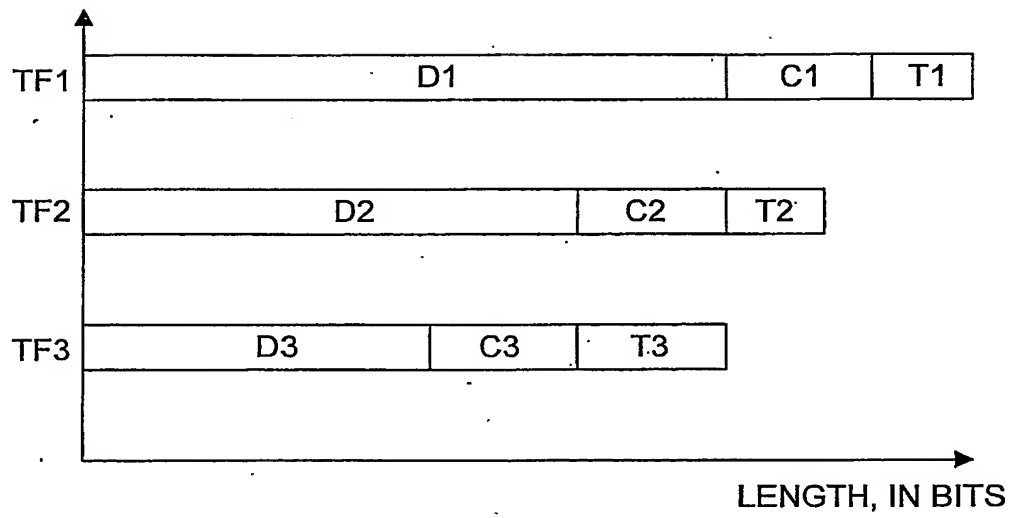 TF1 D1 C1 T1
TF2 D2 C2 T2
TF3 D3 C3 T3
LENGTH, IN BITS